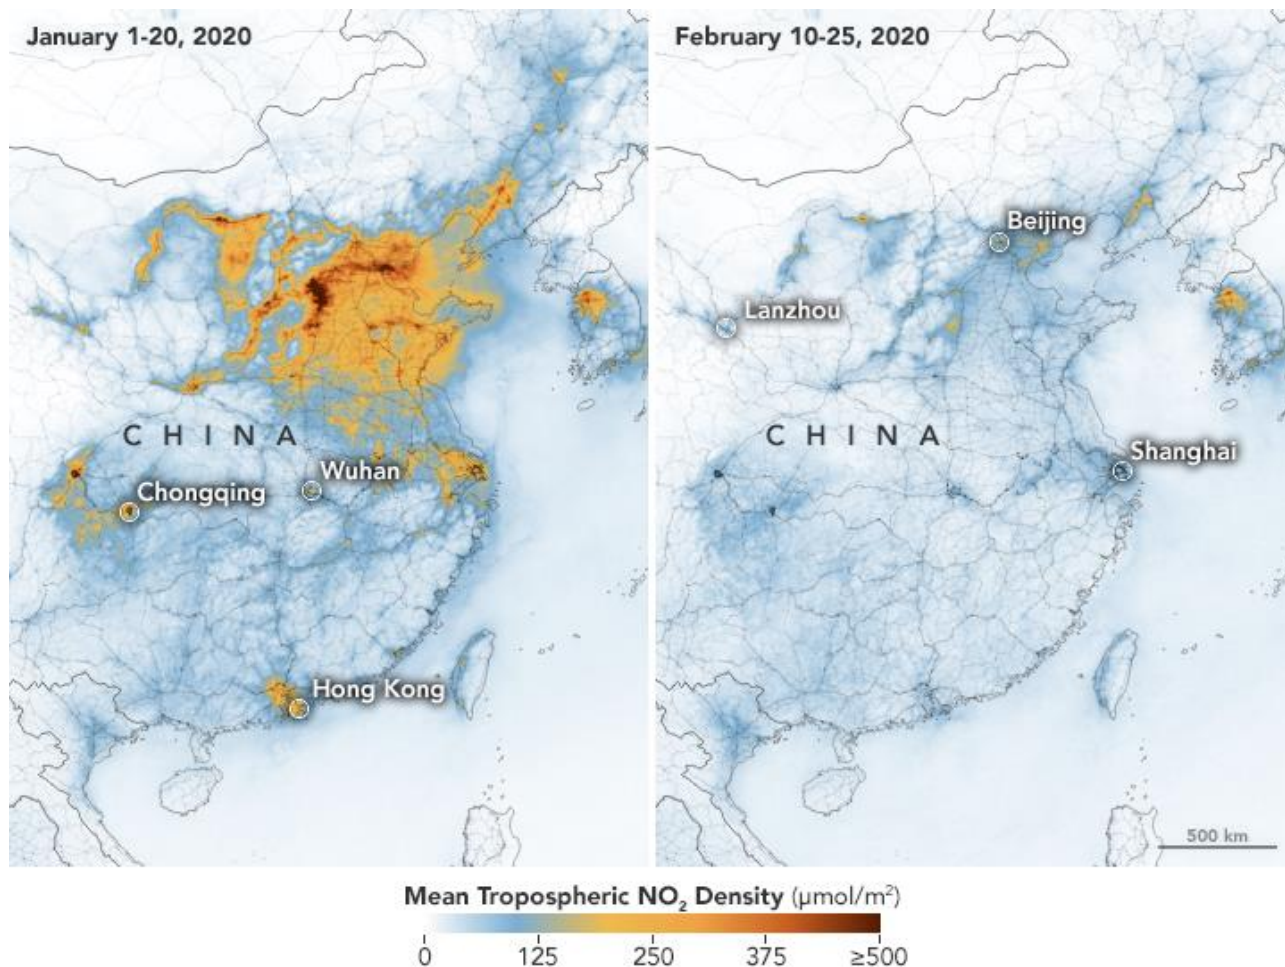 January 1-20, 2020
February 10-25, 2020
Beijing
Lanzhou
C H I N A
C H I N A
Shanghai
Wuhan
Chongqing
Hong Kong
500 km
Mean Tropospheric NO₂ Density (µmol/m²)
0 125 250 375 ≥500